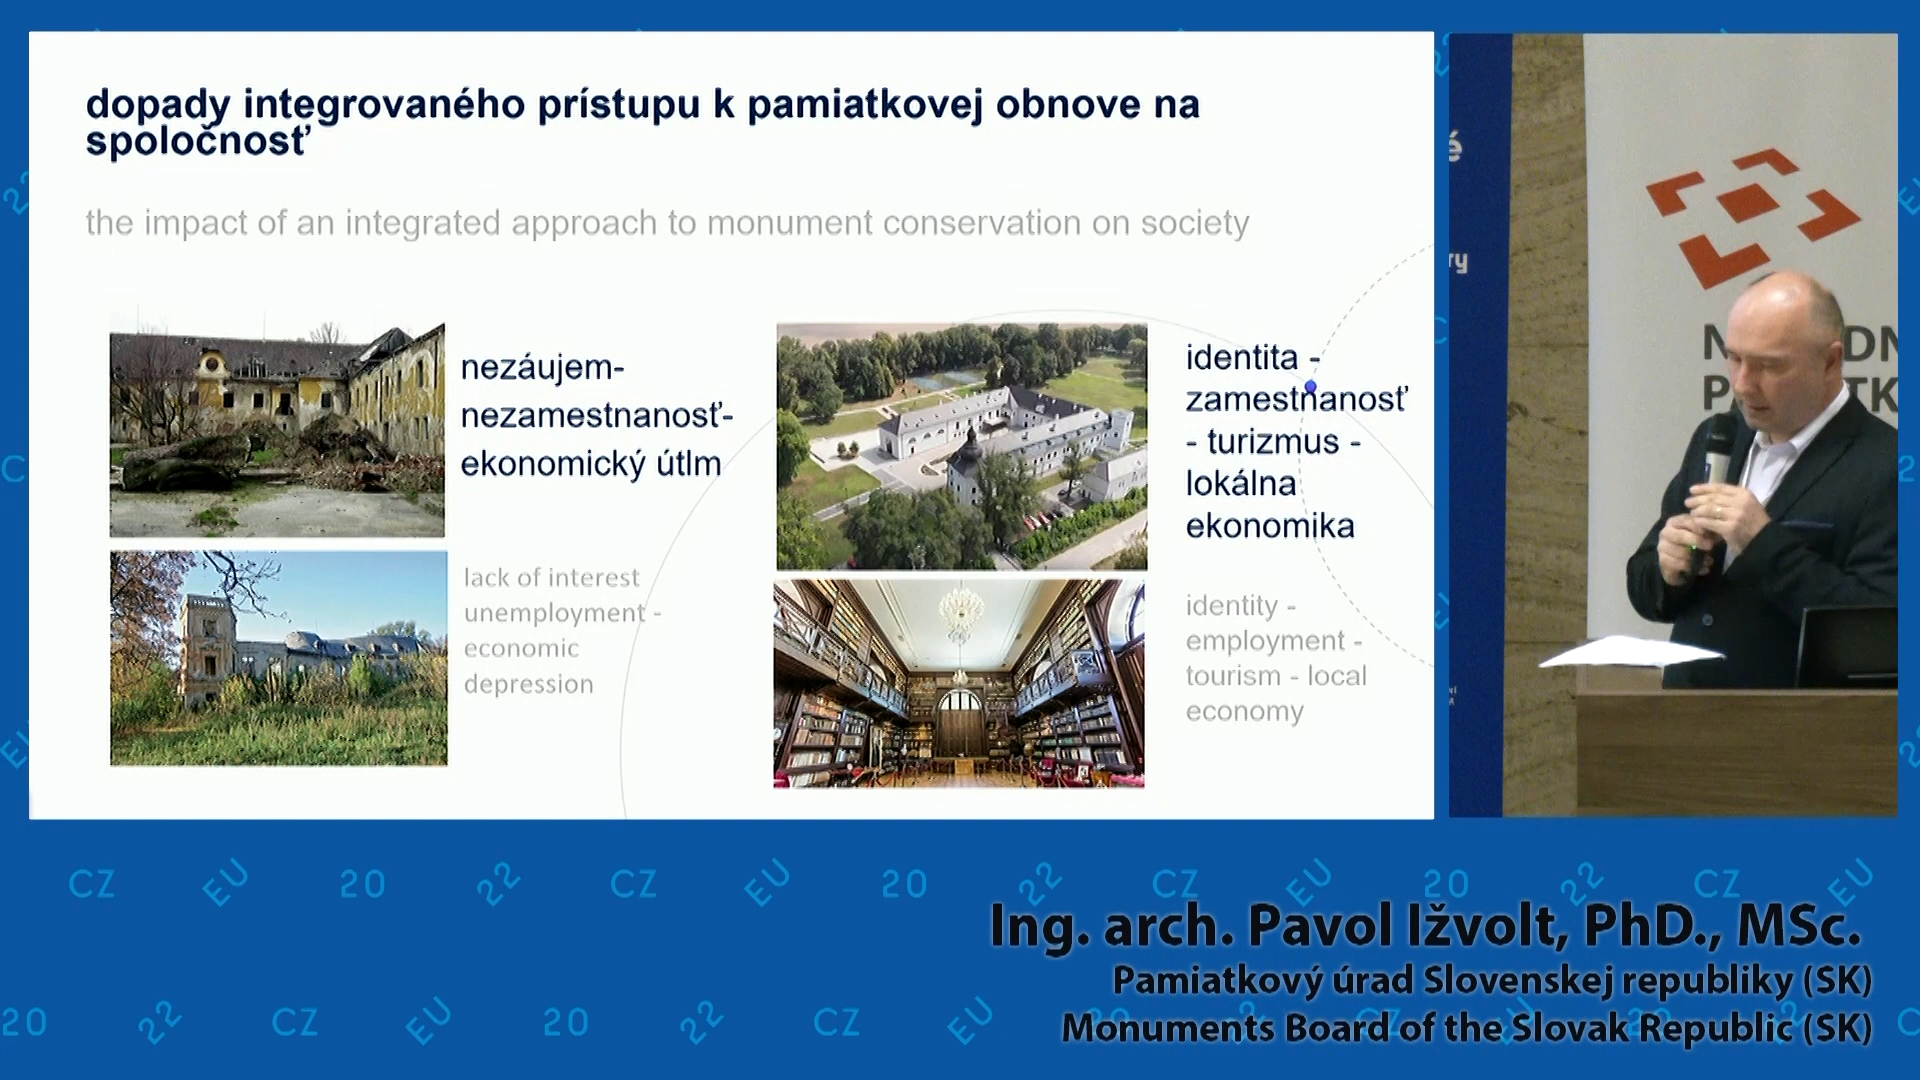 dopady integrovaného prístupu k pamiatkovej obnove na
spoločnosť
the impact of an integrated approach to monument conservation on society
nezáujem-
nezamestnanosť-
ekonomický útlm
lack of interest
unemployment -
economic
depression
identita -
zamestnanosť
- turizmus -
lokálna
ekonomika
identity -
employment -
tourism - local
economy
CZ EU 20 22 CZ EU 20 22 CZ EU 20 22 CZ EU
Ing. arch. Pavol Ižvolt, PhD., MSc.
Pamiatkový úrad Slovenskej republiky (SK)
Monuments Board of the Slovak Republic (SK)
20 22 CZ EU 20 22 CZ EU